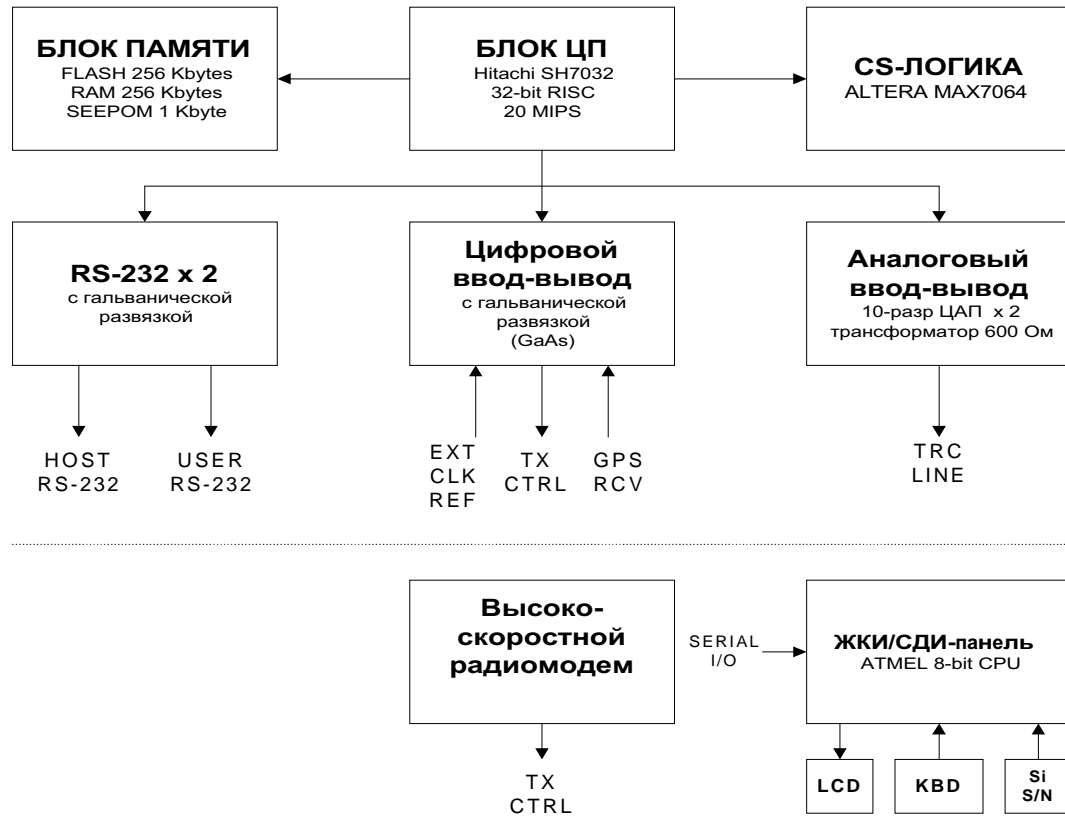 БЛОК ПАМЯТИ
FLASH 256 Kbytes
RAM 256 Kbytes
SEEPOM 1 Kbyte
БЛОК ЦП
Hitachi SH7032
32-bit RISC
20 MIPS
CS-ЛОГИКА
ALTERA MAX7064
RS-232 x 2
с гальванической
развязкой
Цифровой
ввод-вывод
с гальванической
развязкой
(GaAs)
Аналоговый
ввод-вывод
10-разр ЦАП x 2
трансформатор 600 Ом
HOST
RS-232
USER
RS-232
EXT
CLK
REF
TX
CTRL
GPS
RCV
TRC
LINE
Высоко-
скоростной
радиомодем
SERIAL
I/O
ЖКИ/СДИ-панель
ATMEL 8-bit CPU
TX
CTRL
LCD
KBD
Si
S/N